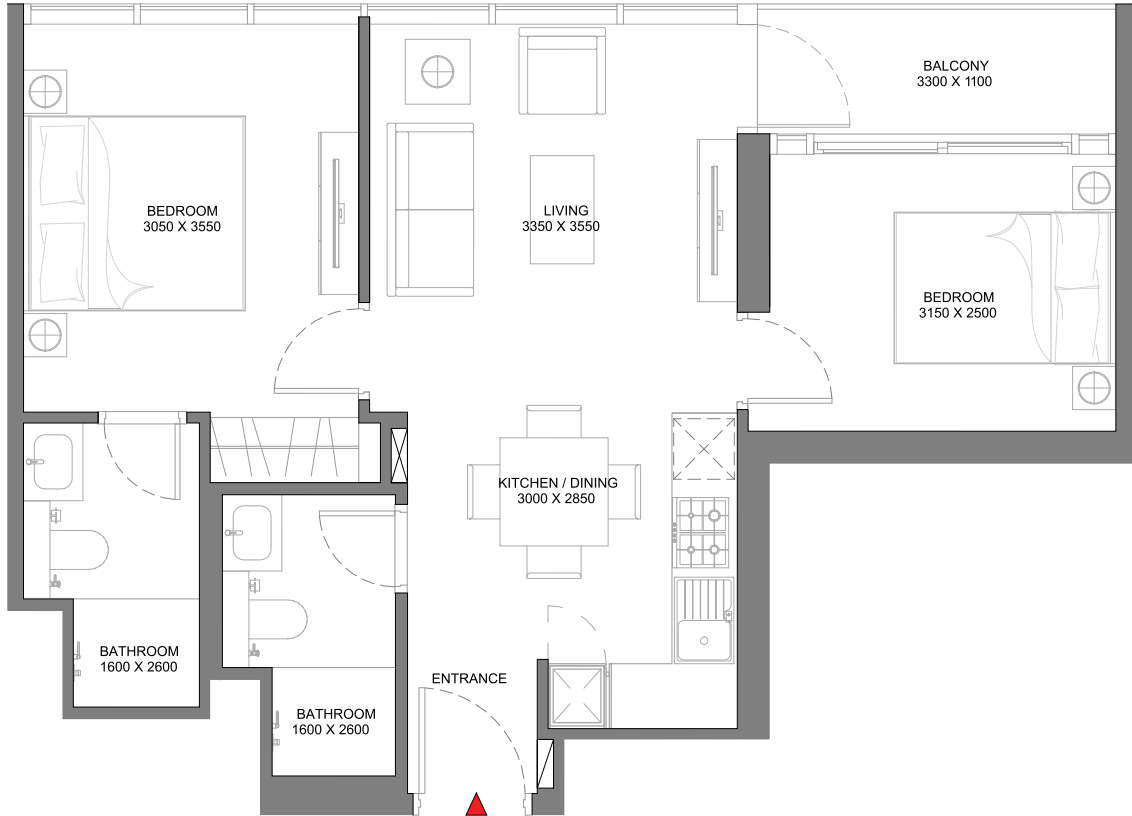 BALCONY
3300 X 1100
BEDROOM
3050 X 3550
LIVING
3350 X 3550
BEDROOM
3150 X 2500
KITCHEN / DINING
3000 X 2850
BATHROOM
1600 X 2600
ENTRANCE
BATHROOM
1600 X 2600